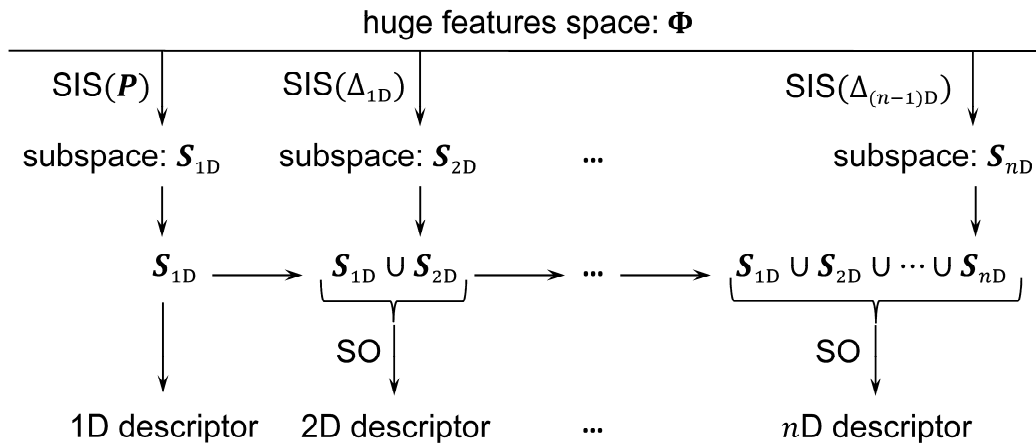 huge features space: Φ
SIS(P) SIS(Δ1D) SIS(Δ(n−1)D)
subspace: S1D subspace: S2D ... subspace: SnD
S1D S1D ∪ S2D ... S1D ∪ S2D ∪ ⋯ ∪ SnD
SO SO
1D descriptor 2D descriptor ... nD descriptor